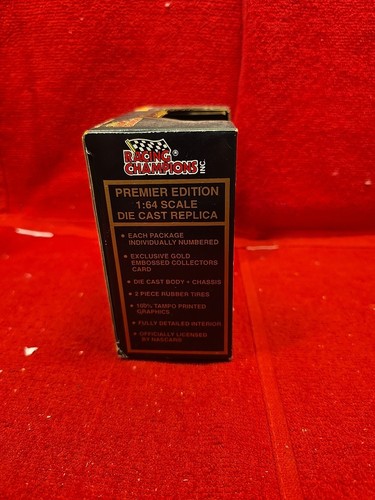 RACING
CHAMPIONS
INC.
®
PREMIER EDITION
1:64 SCALE
DIE CAST REPLICA
• EACH PACKAGE
INDIVIDUALLY NUMBERED
• EXCLUSIVE GOLD
EMBOSSED COLLECTORS
CARD
• DIE CAST BODY + CHASSIS
• 2 PIECE RUBBER TIRES
• 100% TAMPO PRINTED
GRAPHICS
• FULLY DETAILED INTERIOR
• OFFICIALLY LICENSED
BY NASCAR®